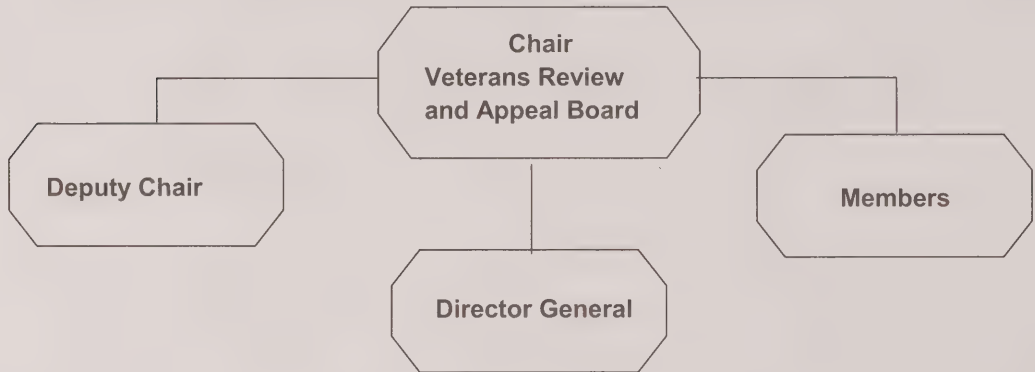 Chair
Veterans Review
and Appeal Board
Deputy Chair
Members
Director General